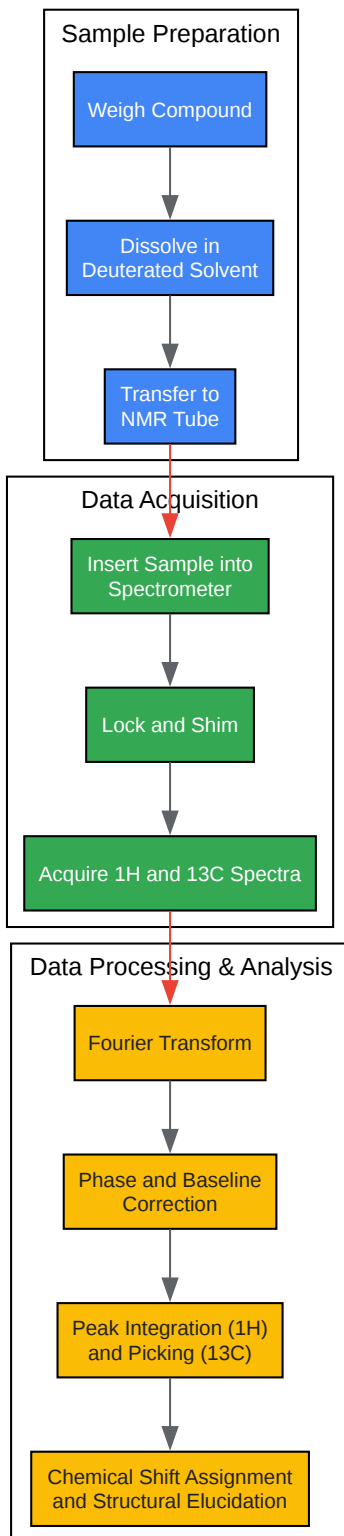 Sample Preparation
Weigh Compound
Dissolve in
Deuterated Solvent
Transfer to
NMR Tube
Data Acquisition
Insert Sample into
Spectrometer
Lock and Shim
Acquire 1H and 13C Spectra
Data Processing & Analysis
Fourier Transform
Phase and Baseline
Correction
Peak Integration (1H)
and Picking (13C)
Chemical Shift Assignment
and Structural Elucidation